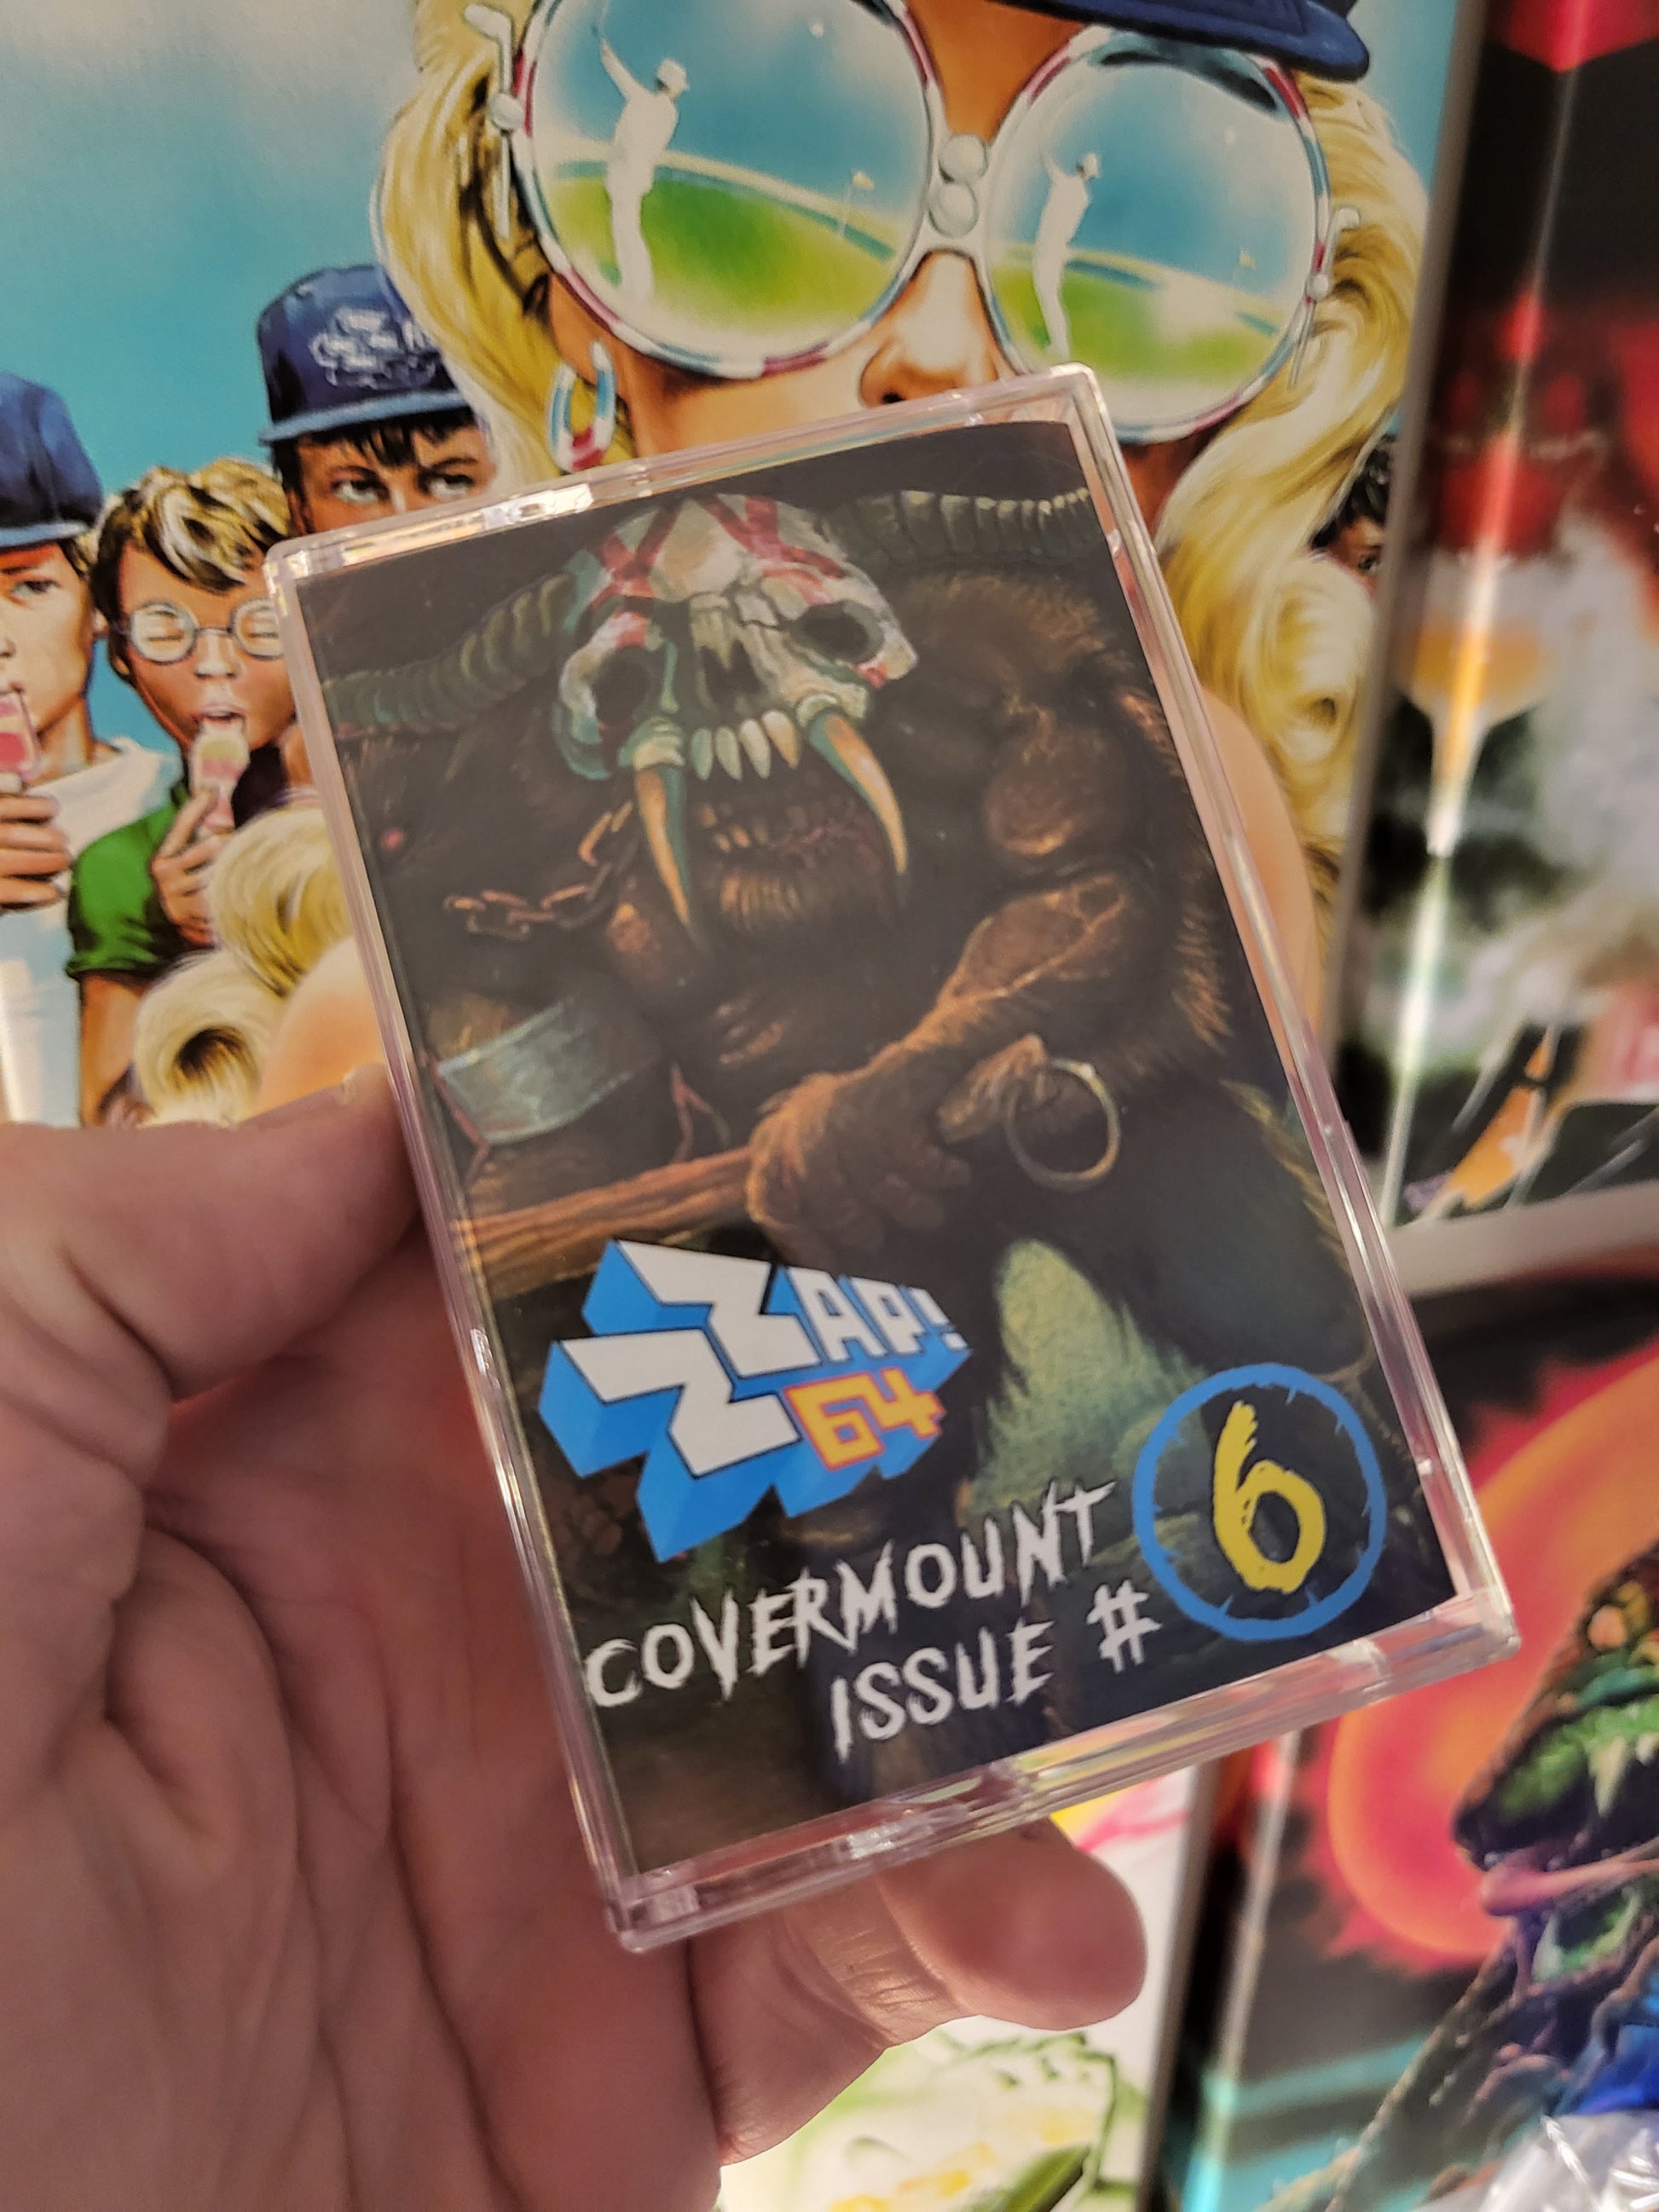 ZZAP!
64
COVERMOUNT
ISSUE # 6